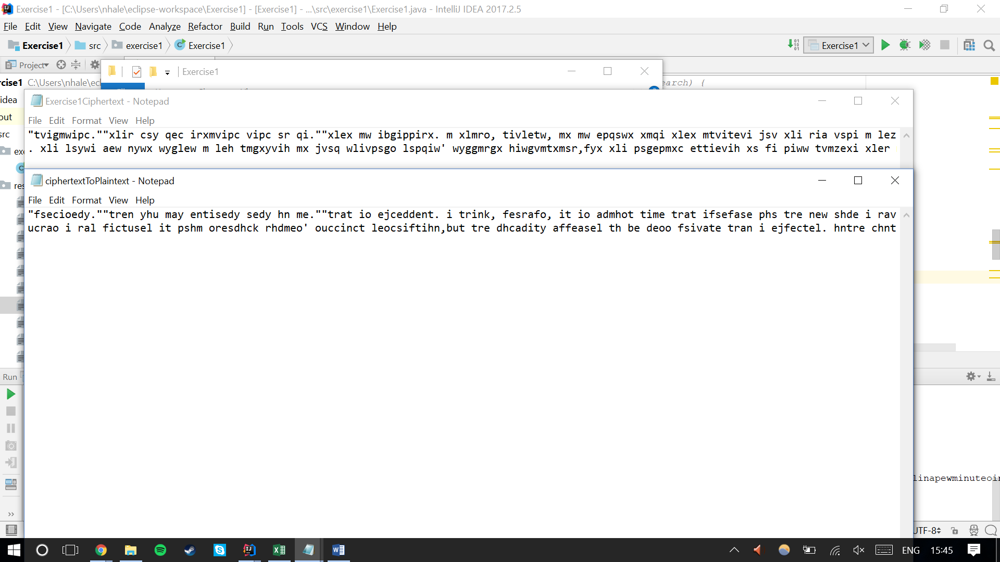 Exercise1 - [C:\Users\nhale\eclipse-workspace\Exercise1] - [Exercise1] - ...\src\exercise1\Exercise1.java - IntelliJ IDEA 2017.2.5
File Edit View Navigate Code Analyze Refactor Build Run Tools VCS Window Help
Exercise1 src exercise1 Exercise1 Exercise1
Project Exercise1
rcise1 C:\Users\nhale\ecl earch) {
idea
Exercise1Ciphertext - Notepad
out
File Edit Format View Help
src
"tvigmwipc.""xlir csy qec irxmvipc vipc sr qi.""xlex mw ibgippirx. m xlmro, tivletw, mx mw epqswx xmqi xlex mtvitevi jsv xli ria vspi m lez
. xli lsywi aew nywx wyglew m leh tmgxyvih mx jvsq wlivpsgo lspqiw' wyggmrgx hiwgvmtxmsr,fyx xli psgepmxc ettievih xs fi piww tvmzexi xler
exe
ciphertextToPlaintext - Notepad
res
File Edit Format View Help
"fsecioedy.""tren yhu may entisedy sedy hn me.""trat io ejceddent. i trink, fesrafo, it io admhot time trat ifsefase phs tre new shde i rav
ucrao i ral fictusel it pshm oresdhck rhdmeo' ouccinct leocsiftihn,but tre dhcadity affeasel th be deoo fsivate tran i ejfectel. hntre chnt
Run
linapewminuteoin
UTF-8
ENG 15:45